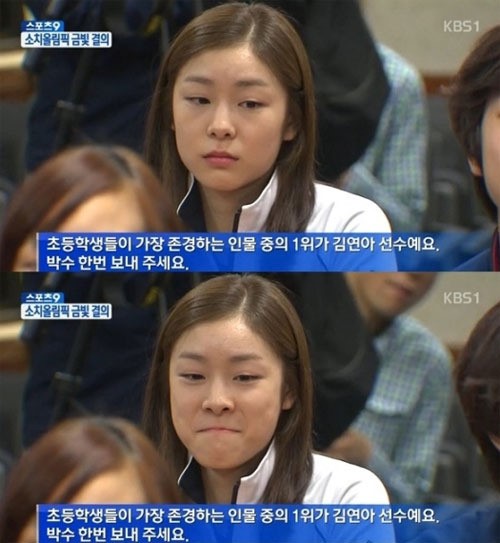 스포츠9
소치올림픽 금빛 결의
KBS1
초등학생들이 가장 존경하는 인물 중의 1위가 김연아 선수예요.
박수 한번 보내 주세요.
스포츠9
소치올림픽 금빛 결의
KBS1
초등학생들이 가장 존경하는 인물 중의 1위가 김연아 선수예요.
박수 한번 보내 주세요.